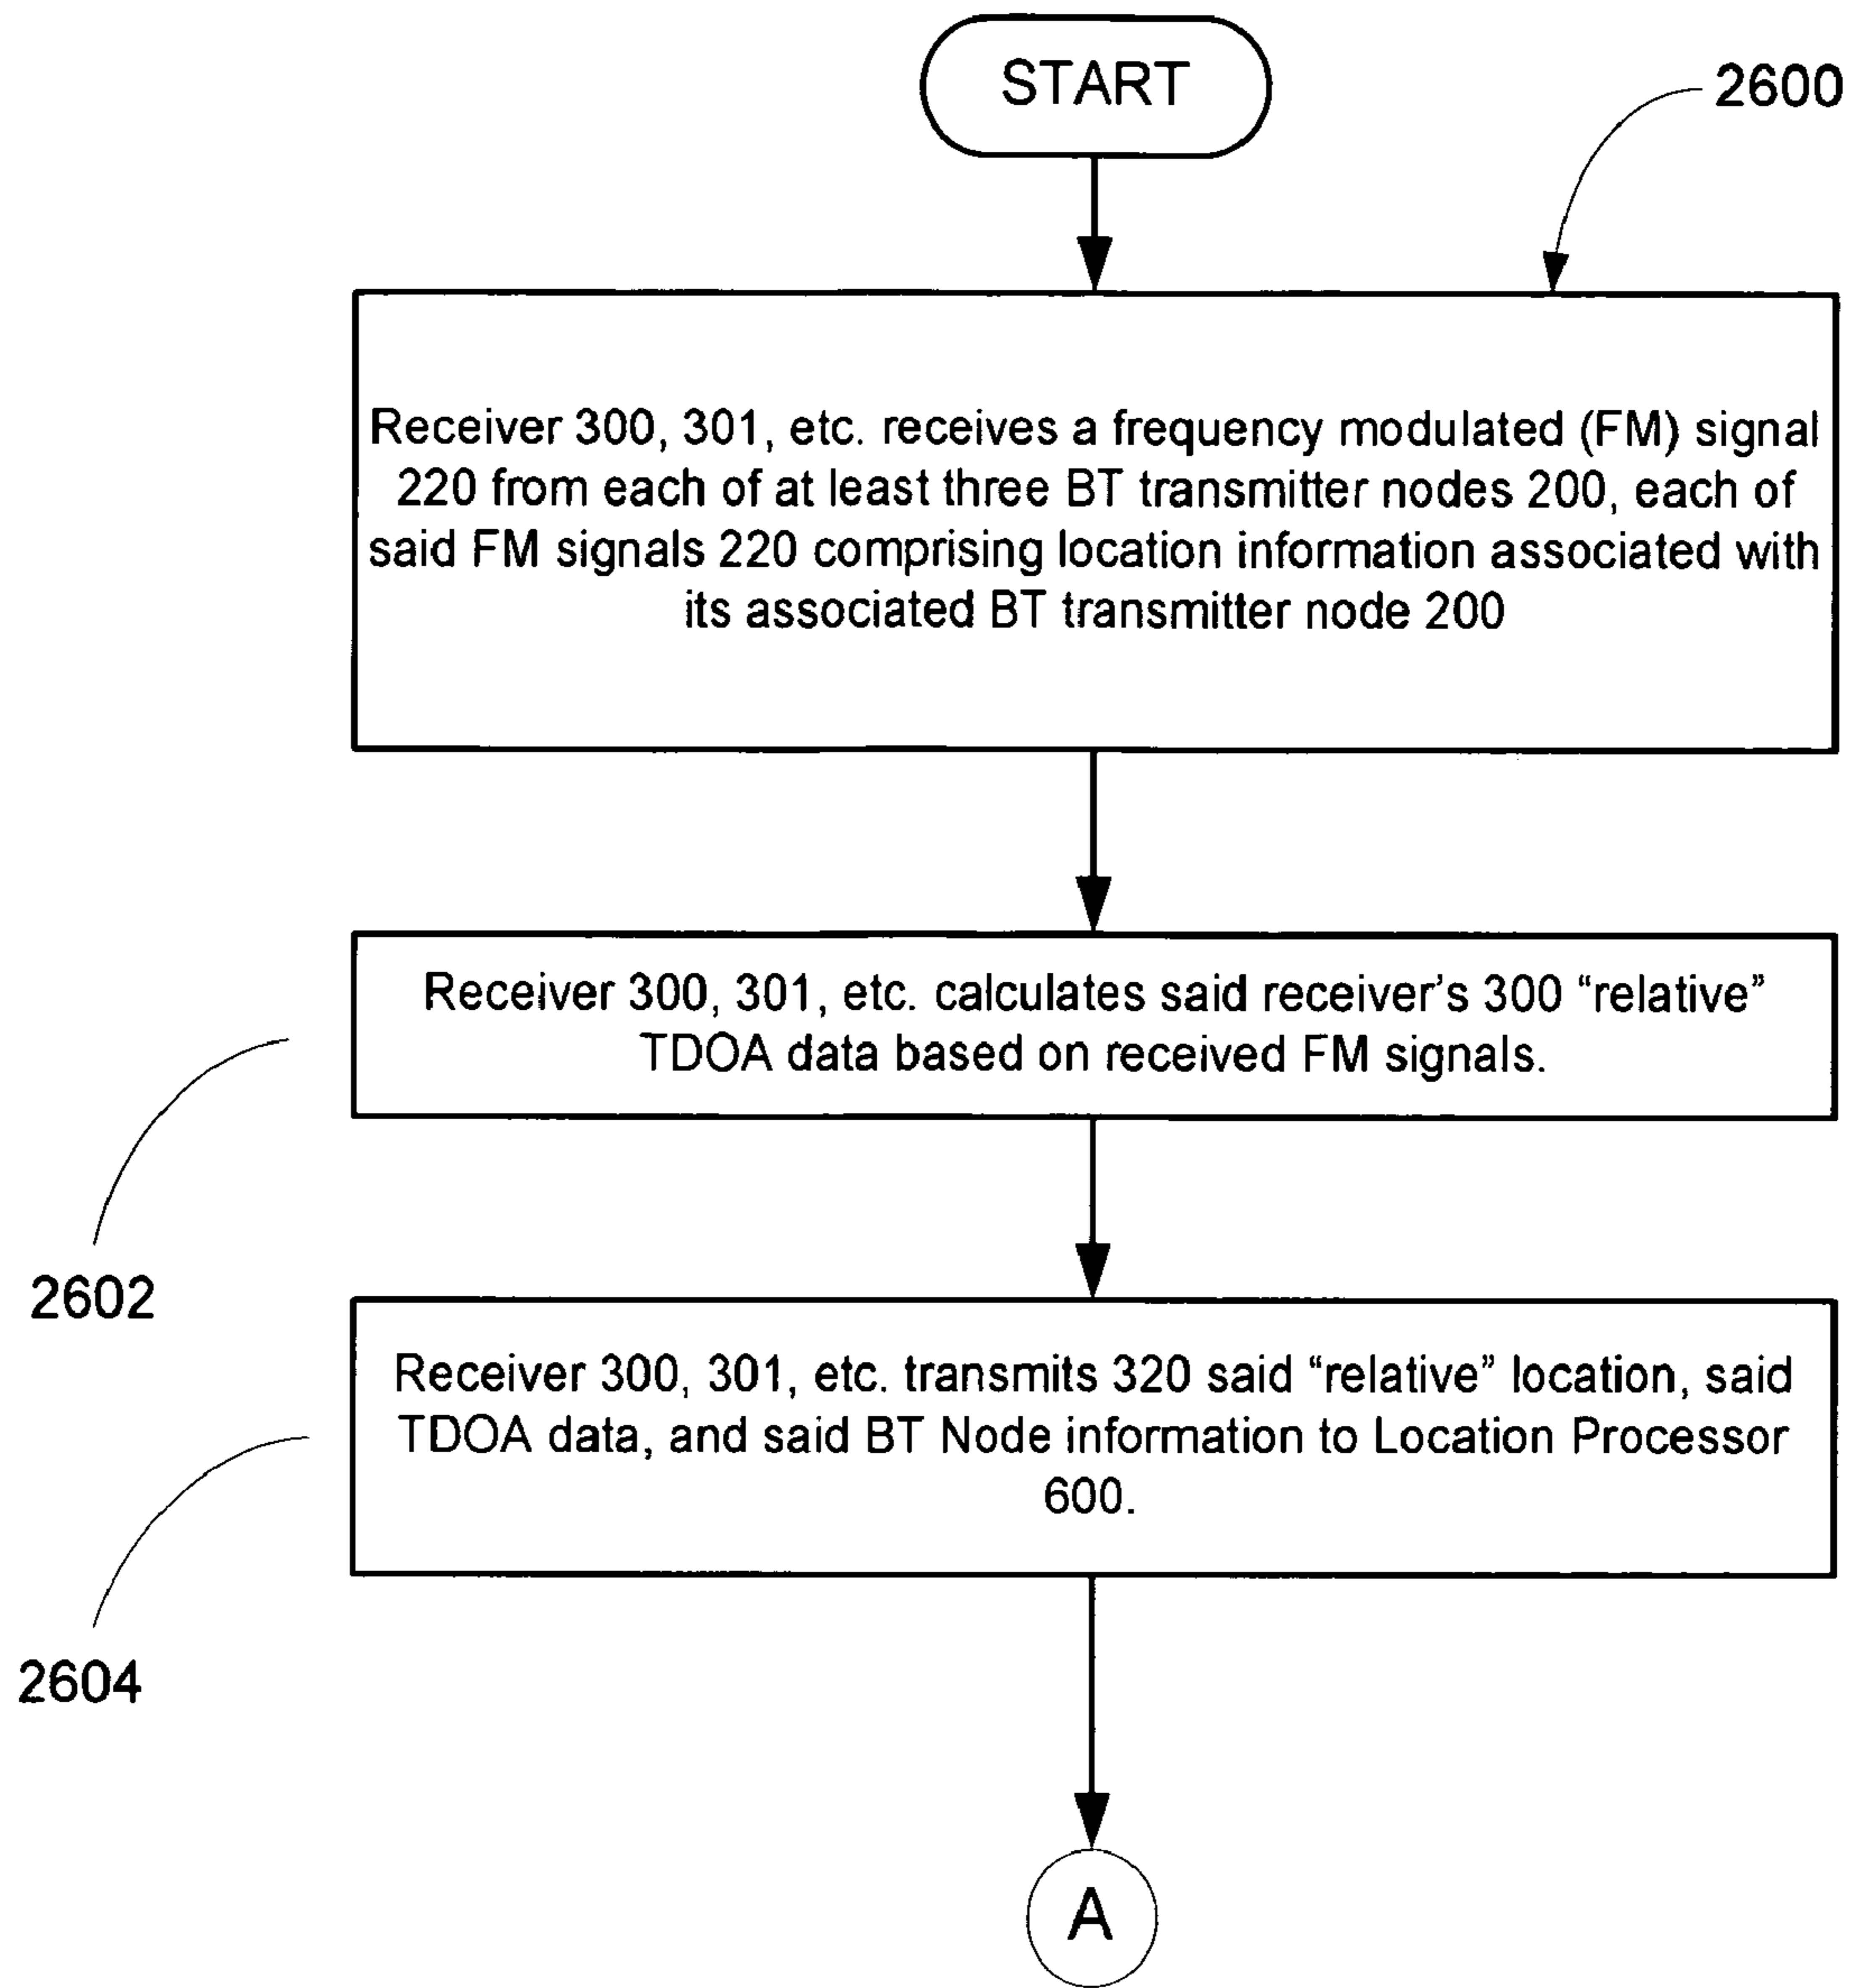 START
2600
Receiver 300, 301, etc. receives a frequency modulated (FM) signal
220 from each of at least three BT transmitter nodes 200, each of
said FM signals 220 comprising location information associated with
its associated BT transmitter node 200
Receiver 300, 301, etc. calculates said receiver's 300 “relative”
TDOA data based on received FM signals.
2602
Receiver 300, 301, etc. transmits 320 said “relative” location, said
TDOA data, and said BT Node information to Location Processor
600.
2604
A